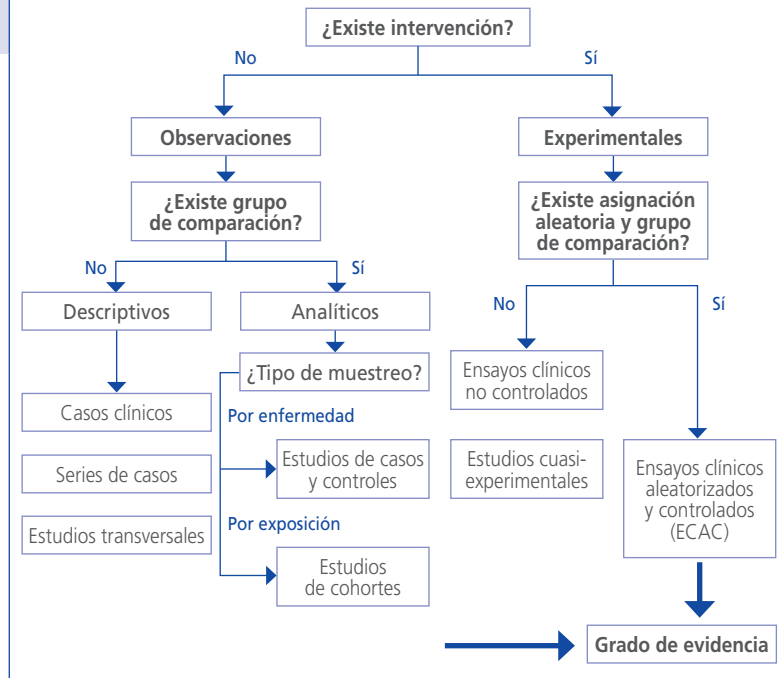 ¿Existe intervención?
No
Sí
Observaciones
Experimentales
¿Existe grupo
de comparación?
¿Existe asignación
aleatoria y grupo
de comparación?
No
Sí
Descriptivos
Analíticos
No
Sí
¿Tipo de muestreo?
Ensayos clínicos
no controlados
Casos clínicos
Por enfermedad
Series de casos
Estudios de casos
y controles
Estudios cuasi-
experimentales
Ensayos clínicos
aleatorizados
y controlados
(ECAC)
Estudios transversales
Por exposición
Estudios
de cohortes
Grado de evidencia